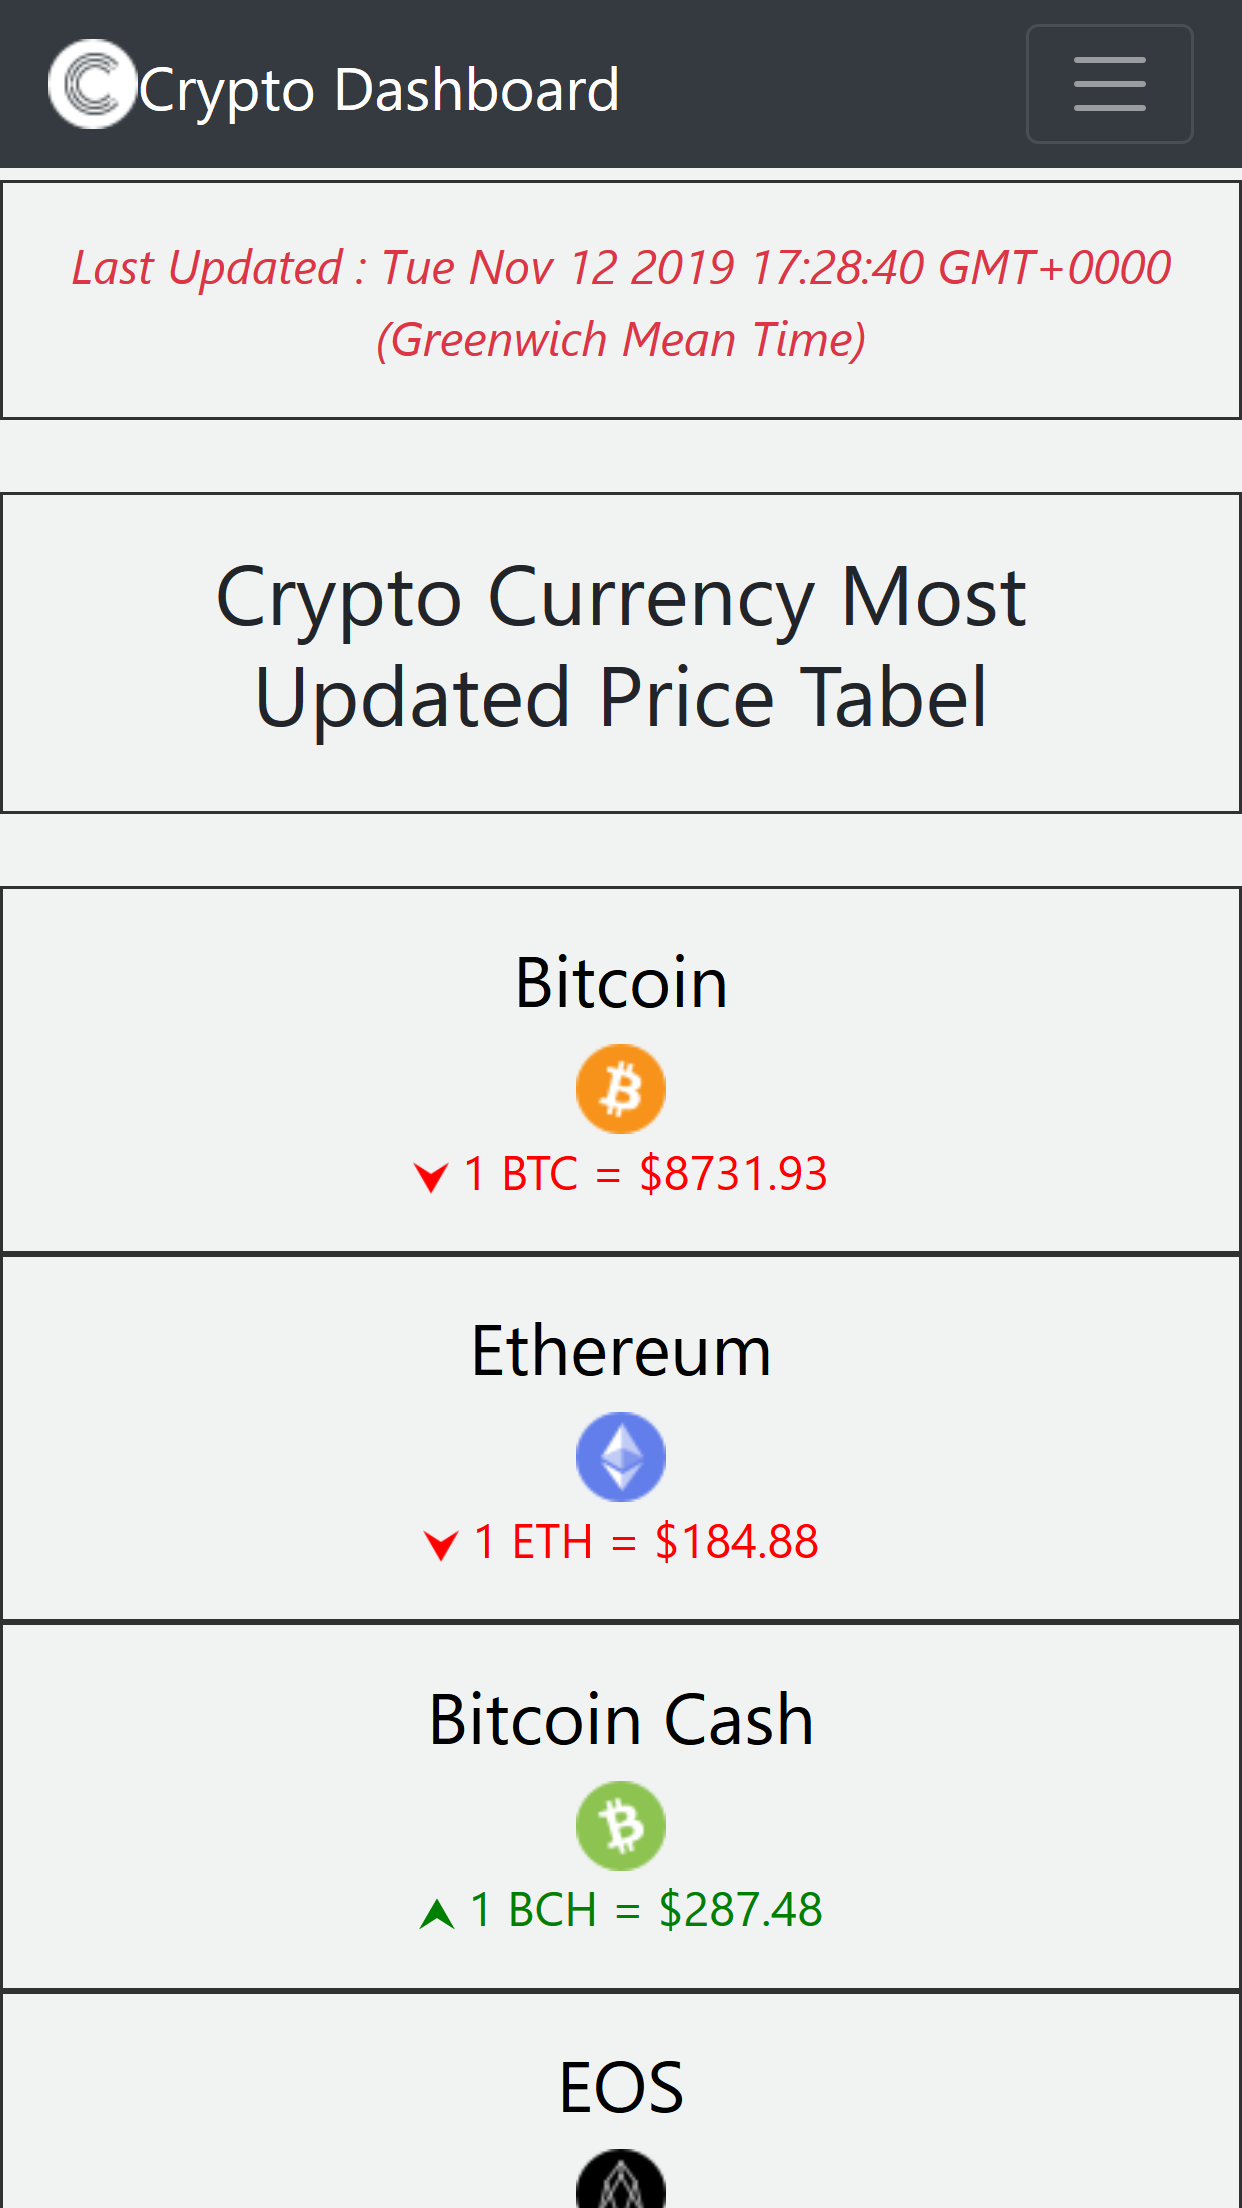 Crypto Dashboard
Last Updated : Tue Nov 12 2019 17:28:40 GMT+0000
(Greenwich Mean Time)
Crypto Currency Most
Updated Price Tabel
Bitcoin
1 BTC = $8731.93
Ethereum
1 ETH = $184.88
Bitcoin Cash
1 BCH = $287.48
EOS